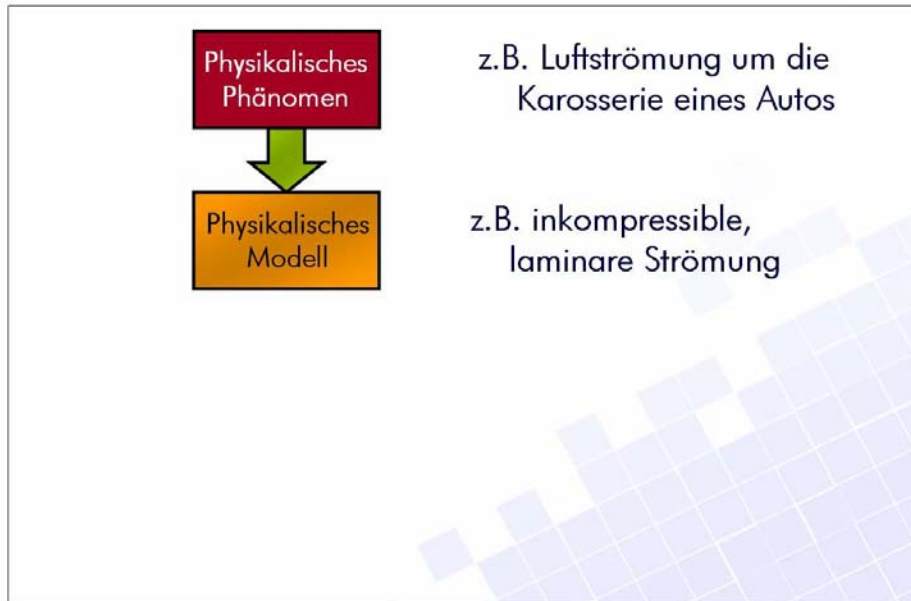 Physikalisches
Phänomen
z.B. Luftströmung um die
Karosserie eines Autos
Physikalisches
Modell
z.B. inkompressible,
laminare Strömung